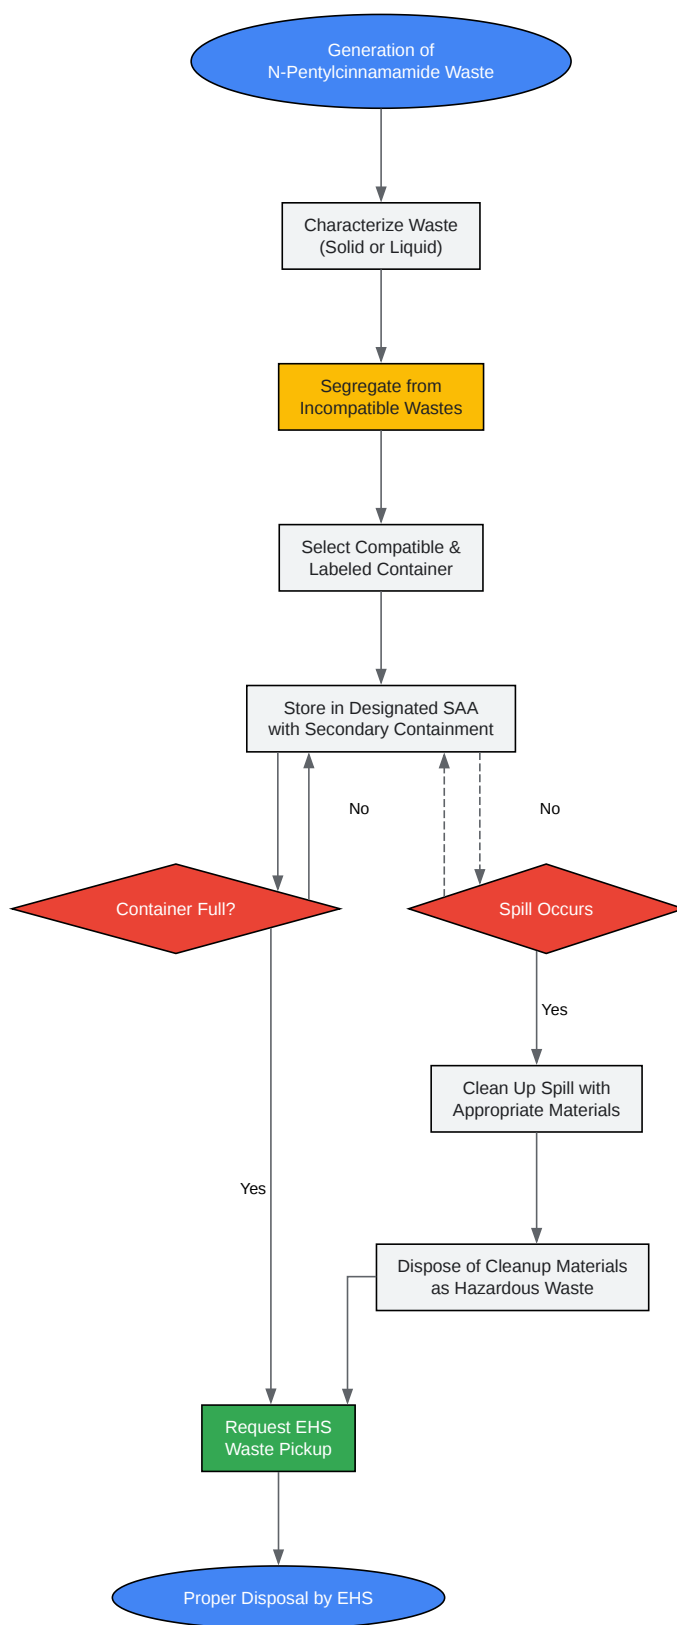 Generation of
N-Pentylcinnamamide Waste
Characterize Waste
(Solid or Liquid)
Segregate from
Incompatible Wastes
Select Compatible &
Labeled Container
Store in Designated SAA
with Secondary Containment
No
No
Container Full?
Spill Occurs
Yes
Clean Up Spill with
Appropriate Materials
Yes
Dispose of Cleanup Materials
as Hazardous Waste
Request EHS
Waste Pickup
Proper Disposal by EHS